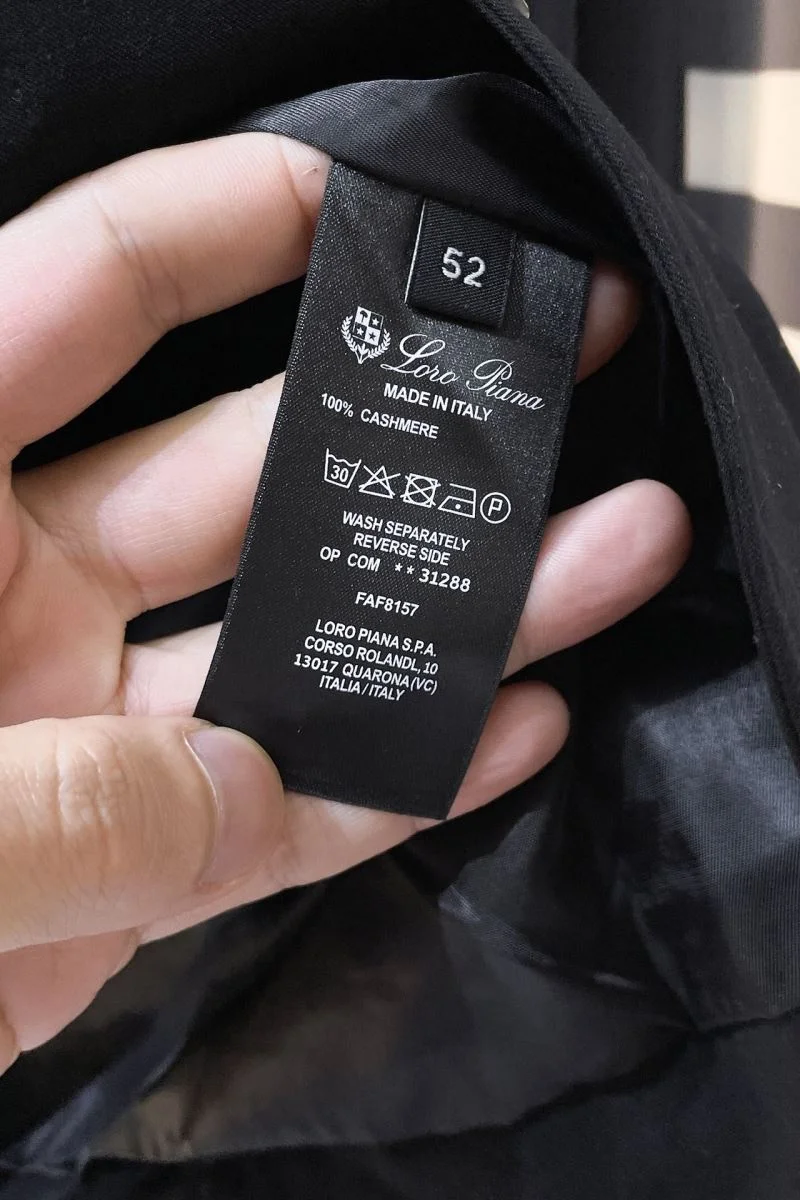 52
Loro Piana
MADE IN ITALY
100% CASHMERE
30
P
WASH SEPARATELY
REVERSE SIDE
OP COM **31288
FAF8157
LORO PIANA S.P.A.
CORSO ROLANDL, 10
13017 QUARONA(VC)
ITALIA/ITALY